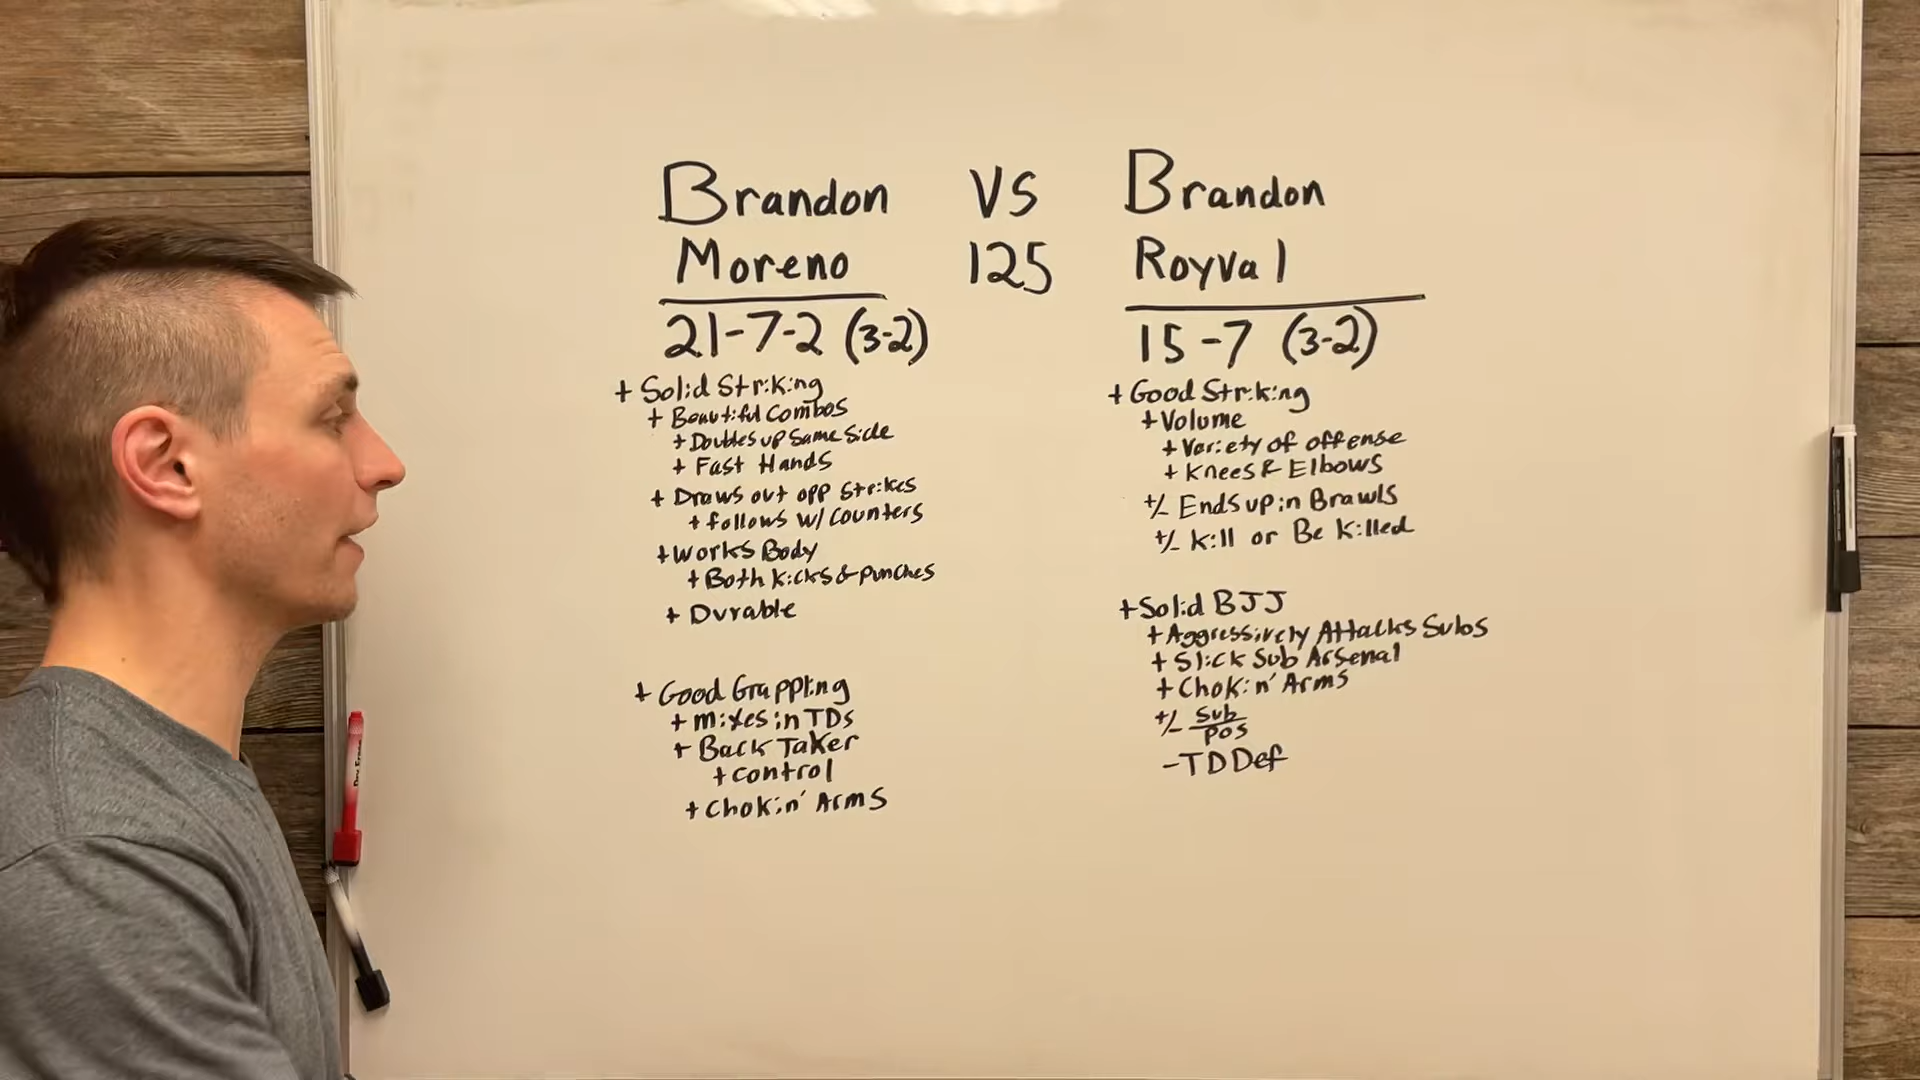 Brandon VS Brandon
Moreno 125 Royval
21-7-2 (3-2)
+ Solid Striking
+ Beautiful Combos
+ Doubles up Same Side
+ Fast Hands
+ Draws out opp Strikes
+ follows w/ Counters
+ Works Body
+ Both Kicks & Punches
+ Durable
+ Good Grappling
+ mixes in TDs
+ Back Taker
+ control
+ Chokin' Arms
15-7 (3-2)
+ Good Striking
+ Volume
+ Variety of offense
+ Knees & Elbows
+/- Ends up in Brawls
+/- Kill or Be Killed
+ Solid BJJ
+ Aggressively Attacks Subs
+ Slick Sub Arsenal
+ Chokin' Arms
+/- Sub
Pos
- TD Def
Dry Erase